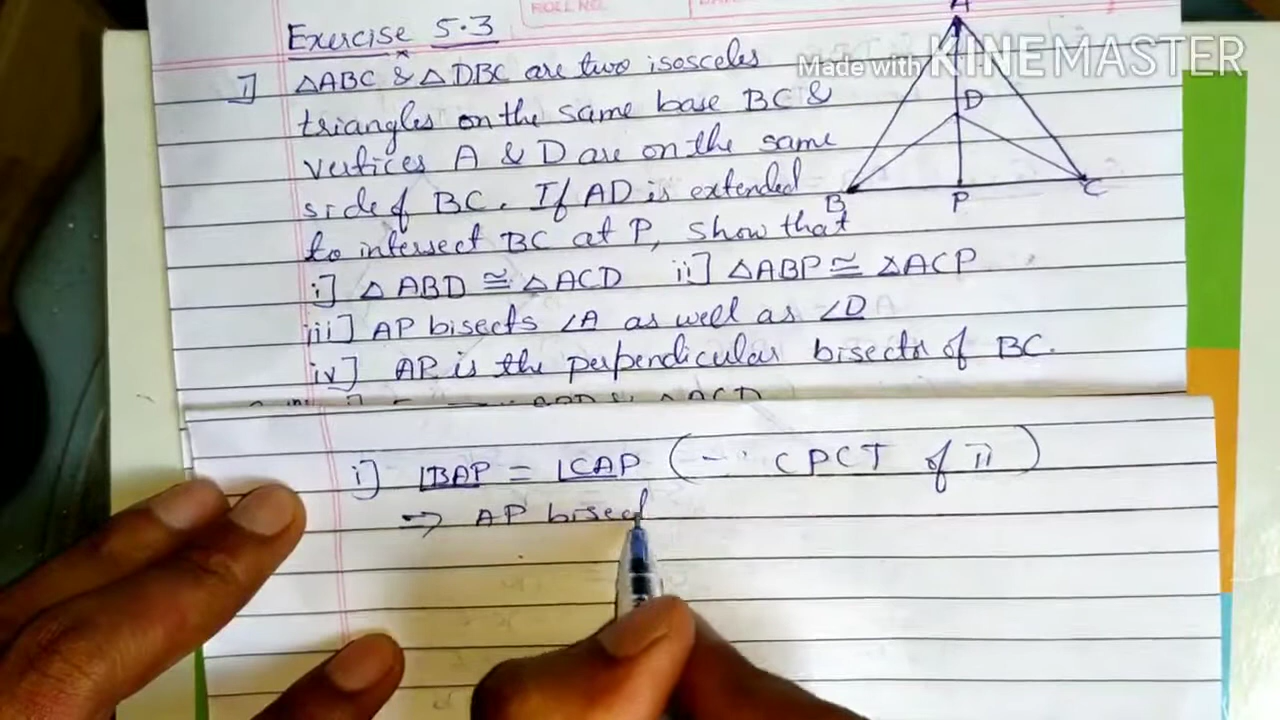 ROLL NO.
Exercise 5.3
Made with KINEMASTER
1] △ABC & △DBC are two isosceles
triangles on the same base BC &
vertices A & D are on the same
side of BC. If AD is extended
to intersect BC at P, show that
i] △ABD ≅ △ACD ii] △ABP ≅ △ACP
iii] AP bisects ∠A as well as ∠D
iv] AP is the perpendicular bisector of BC.
A
D
B P C
△ACD
i] ∠BAP = ∠CAP (∵ CPCT of ii)
⇒ AP bisect